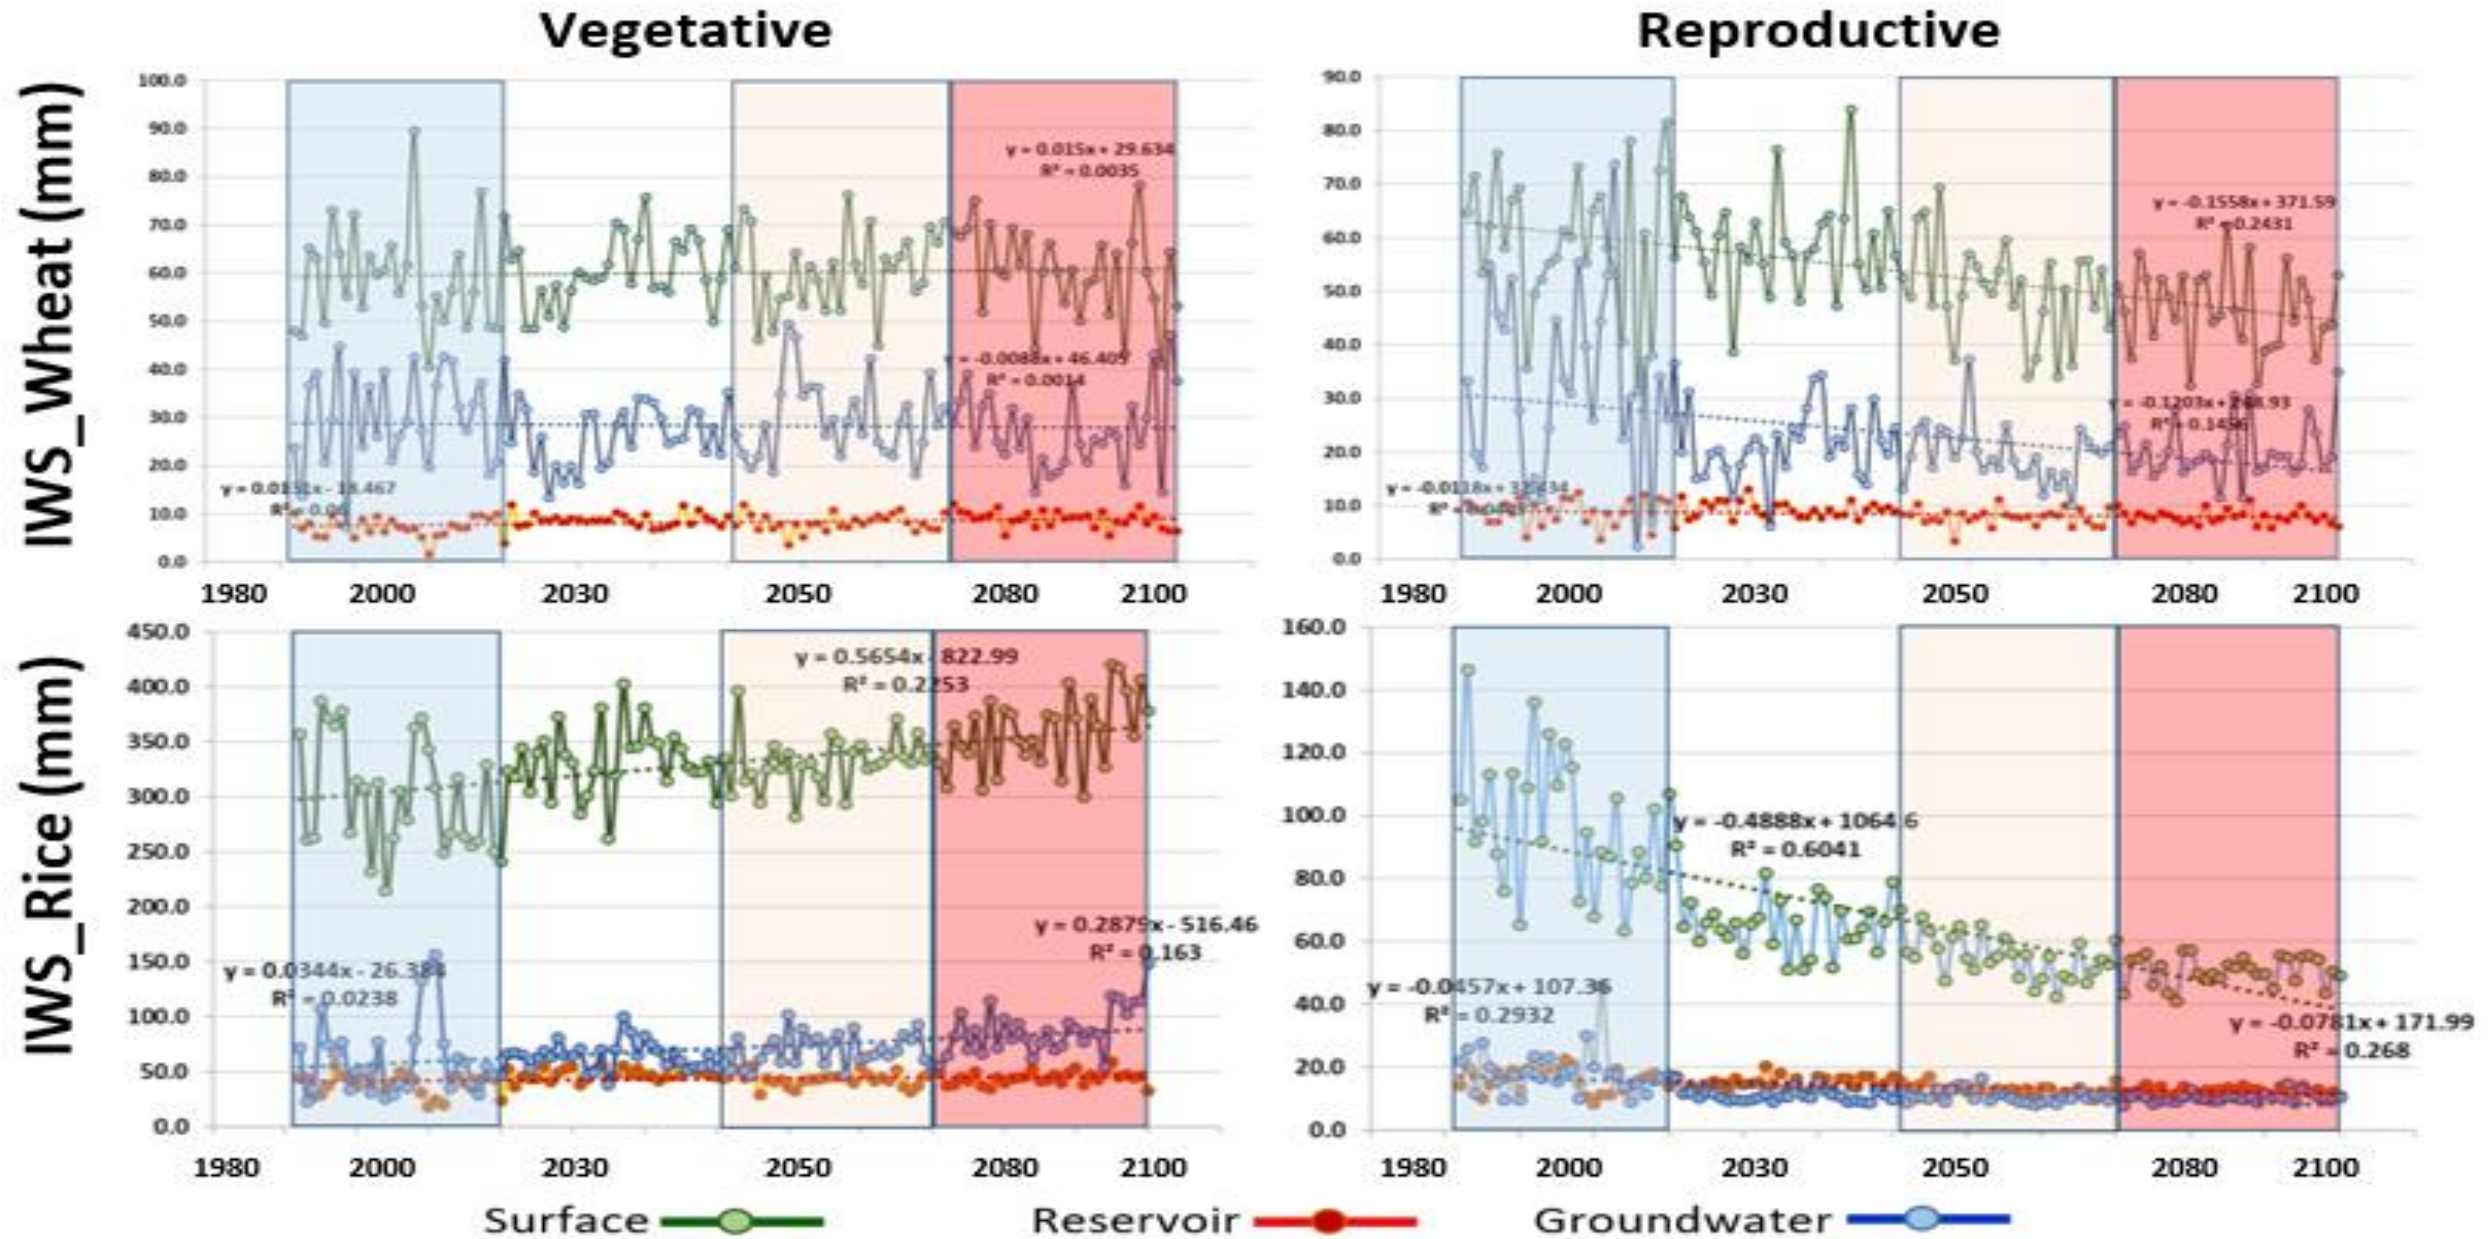 Vegetative
Reproductive
IWS_Wheat (mm)
100.0
90.0
80.0
70.0
60.0
50.0
40.0
30.0
20.0
10.0
0.0
y = 0.015x + 29.634
R² = 0.0035
y = -0.0088x + 46.405
R² = 0.0014
1980 2000 2030 2050 2080 2100
90.0
80.0
70.0
60.0
50.0
40.0
30.0
20.0
10.0
0.0
y = -0.1558x + 371.59
R² = 0.2431
1980 2000 2030 2050 2080 2100
IWS_Rice (mm)
450.0
400.0
350.0
300.0
250.0
200.0
150.0
100.0
50.0
0.0
y = 0.5654x - 822.99
R² = 0.2253
y = 0.2879x - 516.46
R² = 0.163
y = 0.0344x - 26.384
R² = 0.0238
1980 2000 2030 2050 2080 2100
160.0
140.0
120.0
100.0
80.0
60.0
40.0
20.0
0.0
y = -0.4888x + 1064.6
R² = 0.6041
y = -0.0457x + 107.36
R² = 0.2932
y = -0.0781x + 171.99
R² = 0.268
1980 2000 2030 2050 2080 2100
Surface Reservoir Groundwater